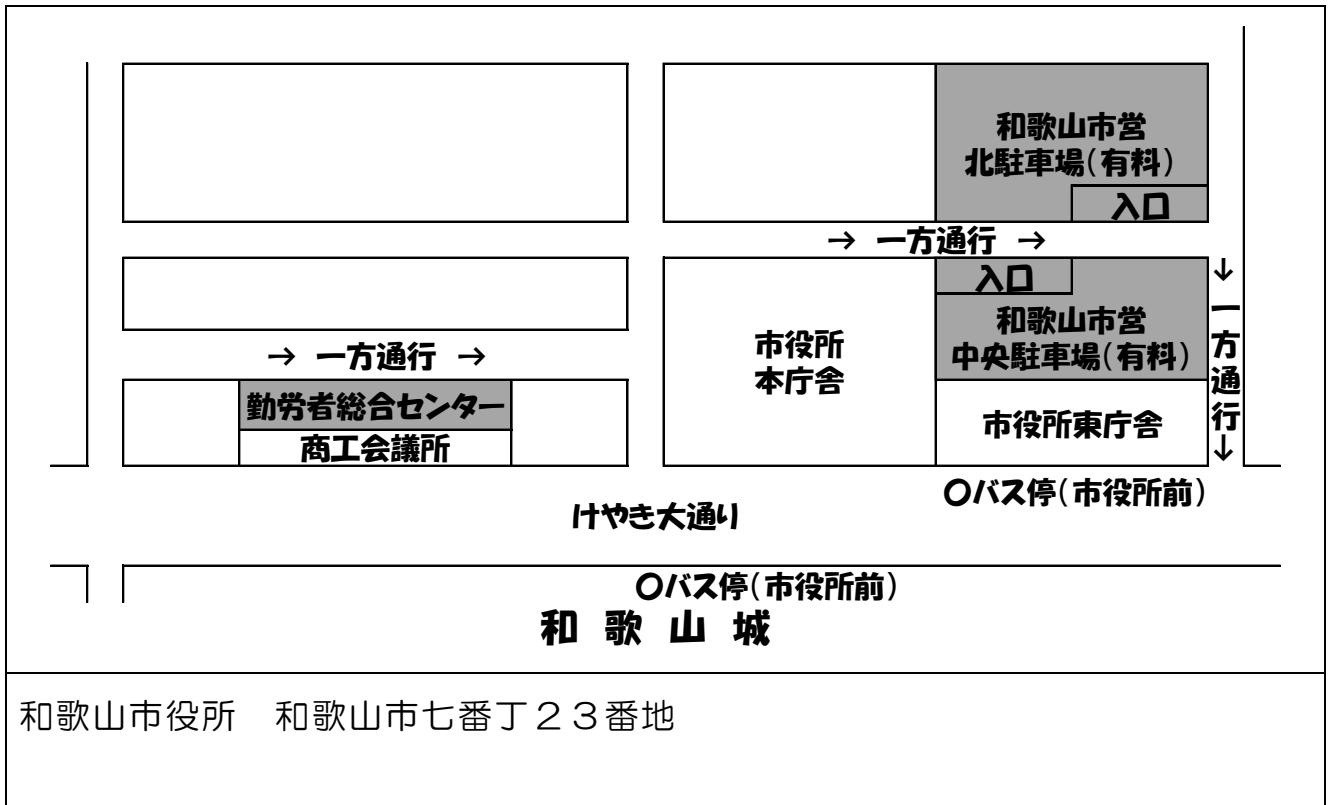 和歌山市営
北駐車場(有料)
入口
→ 一方通行 →
入口
和歌山市営
中央駐車場(有料)
↓一方通行↓
市役所
本庁舎
→ 一方通行 →
勤労者総合センター
商工会議所
市役所東庁舎
〇バス停(市役所前)
けやき大通り
〇バス停(市役所前)
和 歌 山 城
和歌山市役所　和歌山市七番丁２３番地